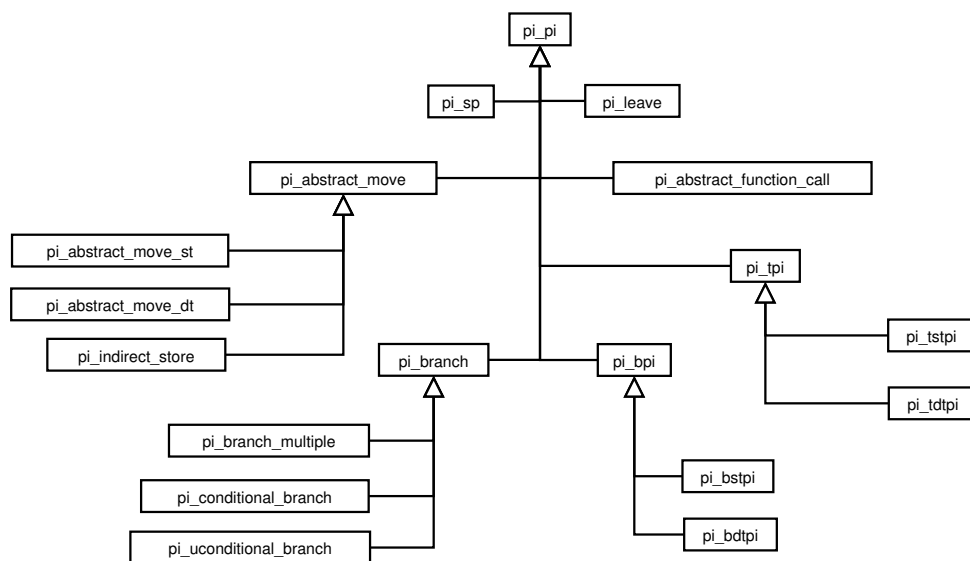 pi_pi
pi_sp
pi_leave
pi_abstract_move
pi_abstract_function_call
pi_abstract_move_st
pi_tpi
pi_abstract_move_dt
pi_tstpi
pi_indirect_store
pi_branch
pi_bpi
pi_tdtpi
pi_branch_multiple
pi_bstpi
pi_conditional_branch
pi_bdtpi
pi_uconditional_branch